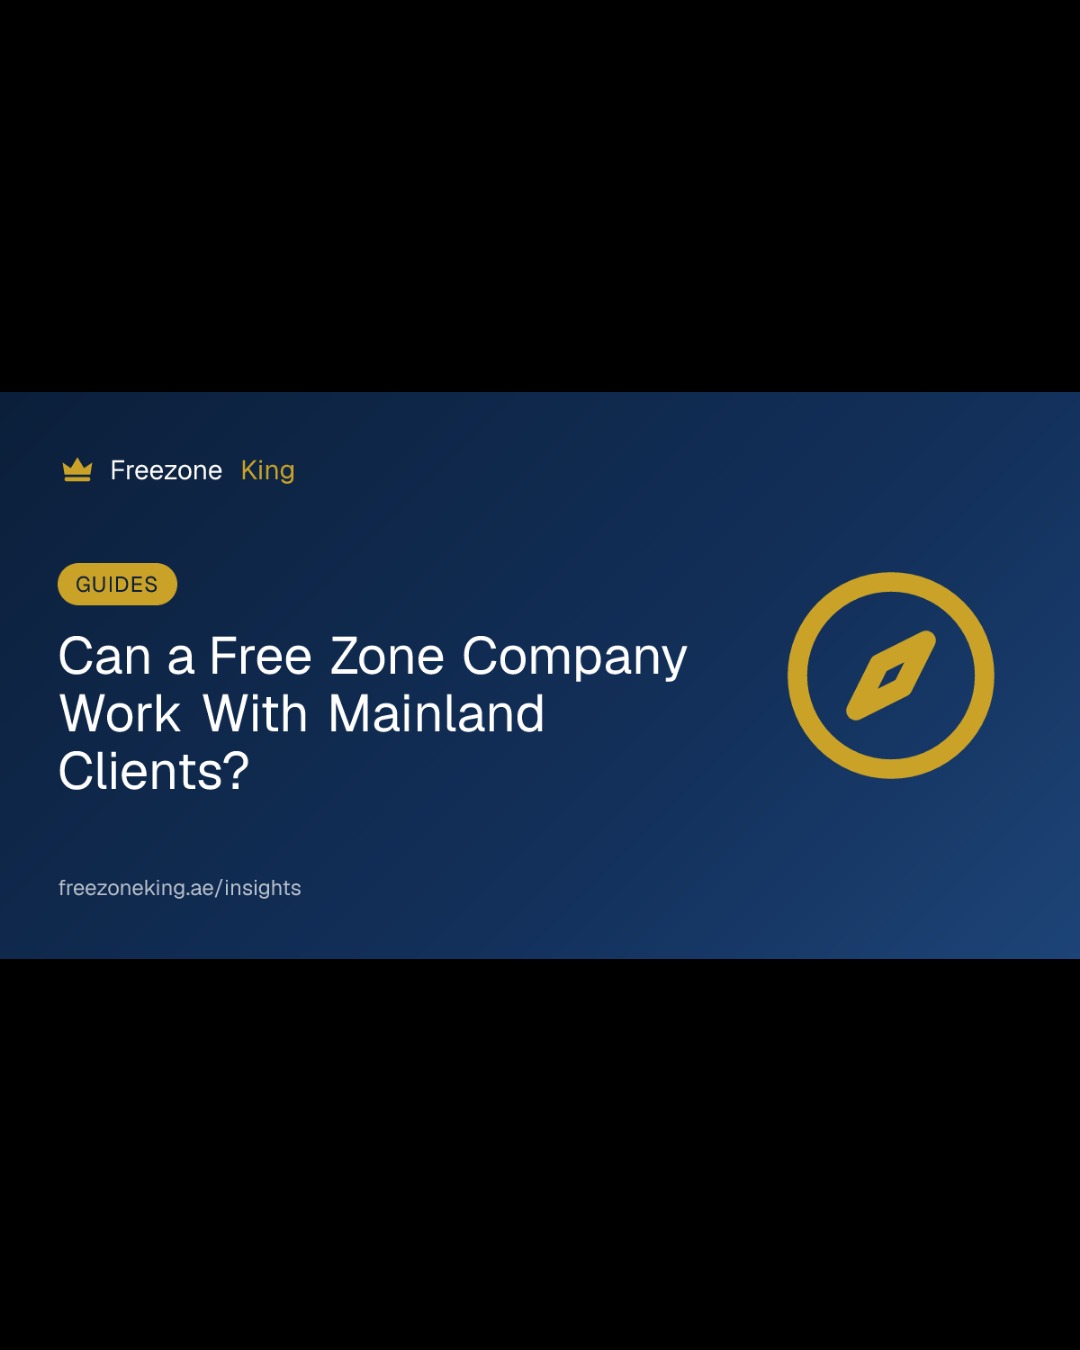 Freezone King
GUIDES
Can a Free Zone Company
Work With Mainland
Clients?
freezoneking.ae/insights